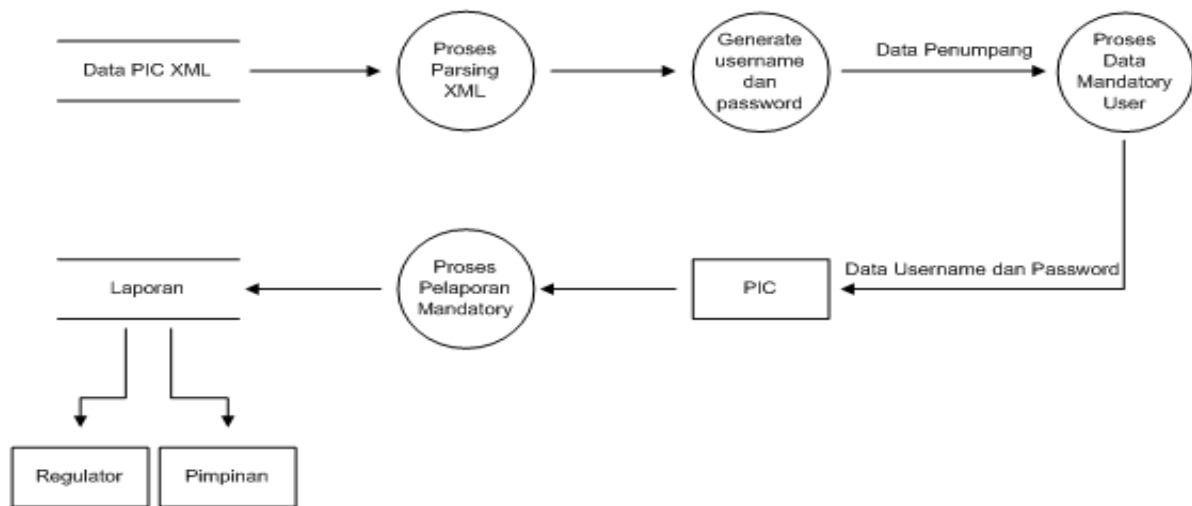 Data PIC XML
Proses
Parsing
XML
Generate
username
dan
password
Data Penumpang
Proses
Data
Mandatory
User
Data Username dan Password
PIC
Proses
Pelaporan
Mandatory
Laporan
Regulator
Pimpinan